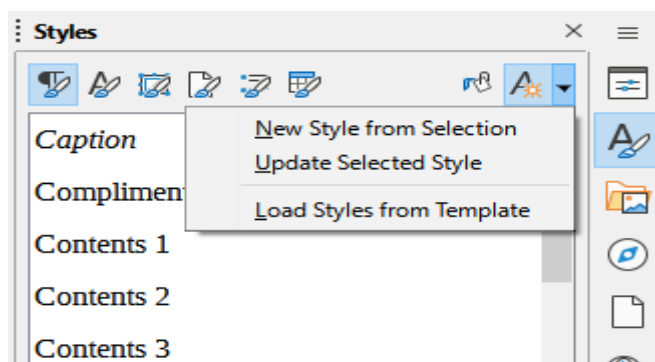 Styles
New Style from Selection
Update Selected Style
Load Styles from Template
Caption
Complimen
Contents 1
Contents 2
Contents 3